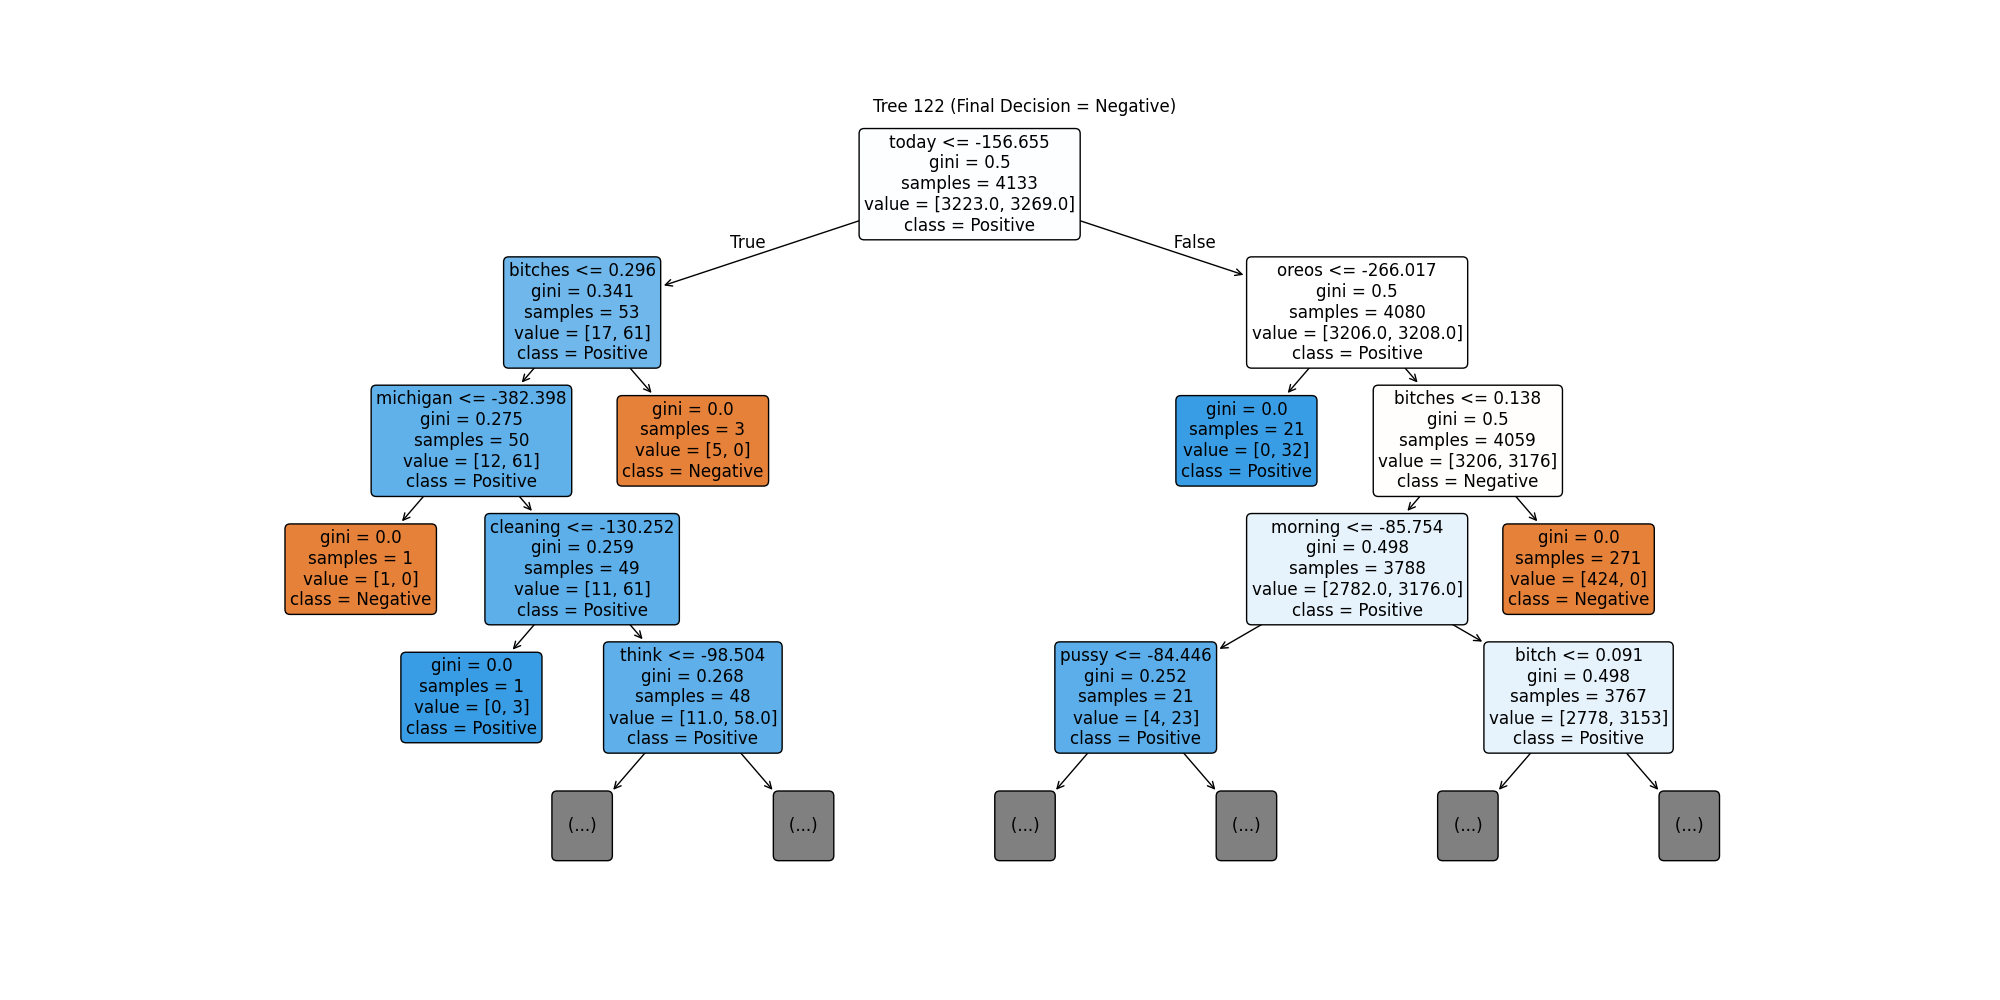 Tree 122 (Final Decision = Negative)
today <= -156.655
gini = 0.5
samples = 4133
value = [3223.0, 3269.0]
class = Positive
True
False
bitches <= 0.296
gini = 0.341
samples = 53
value = [17, 61]
class = Positive
oreos <= -266.017
gini = 0.5
samples = 4080
value = [3206.0, 3208.0]
class = Positive
michigan <= -382.398
gini = 0.275
samples = 50
value = [12, 61]
class = Positive
gini = 0.0
samples = 3
value = [5, 0]
class = Negative
gini = 0.0
samples = 21
value = [0, 32]
class = Positive
bitches <= 0.138
gini = 0.5
samples = 4059
value = [3206, 3176]
class = Negative
gini = 0.0
samples = 1
value = [1, 0]
class = Negative
cleaning <= -130.252
gini = 0.259
samples = 49
value = [11, 61]
class = Positive
morning <= -85.754
gini = 0.498
samples = 3788
value = [2782.0, 3176.0]
class = Positive
gini = 0.0
samples = 271
value = [424, 0]
class = Negative
gini = 0.0
samples = 1
value = [0, 3]
class = Positive
think <= -98.504
gini = 0.268
samples = 48
value = [11.0, 58.0]
class = Positive
pussy <= -84.446
gini = 0.252
samples = 21
value = [4, 23]
class = Positive
bitch <= 0.091
gini = 0.498
samples = 3767
value = [2778, 3153]
class = Positive
(...)
(...)
(...)
(...)
(...)
(...)